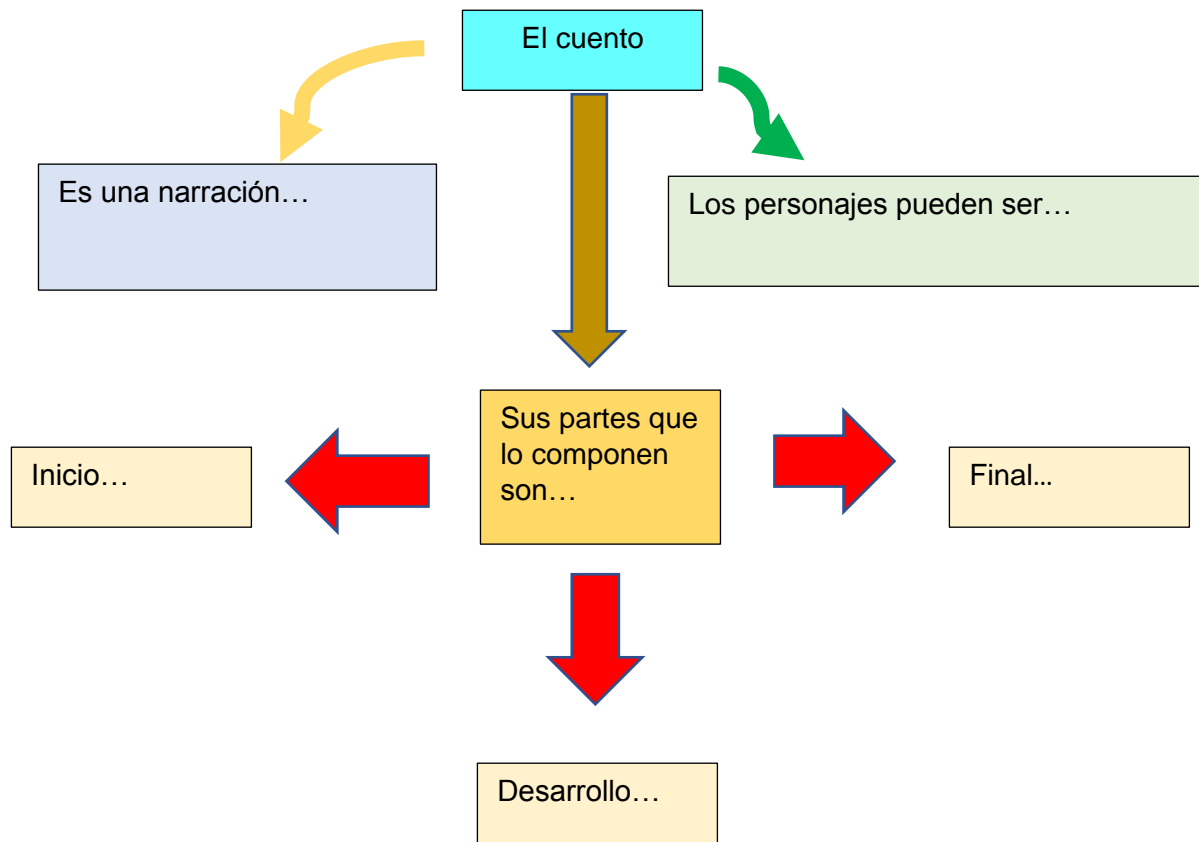 El cuento
Es una narración…
Los personajes pueden ser…
Sus partes que
lo componen
son…
Inicio…
Final…
Desarrollo…